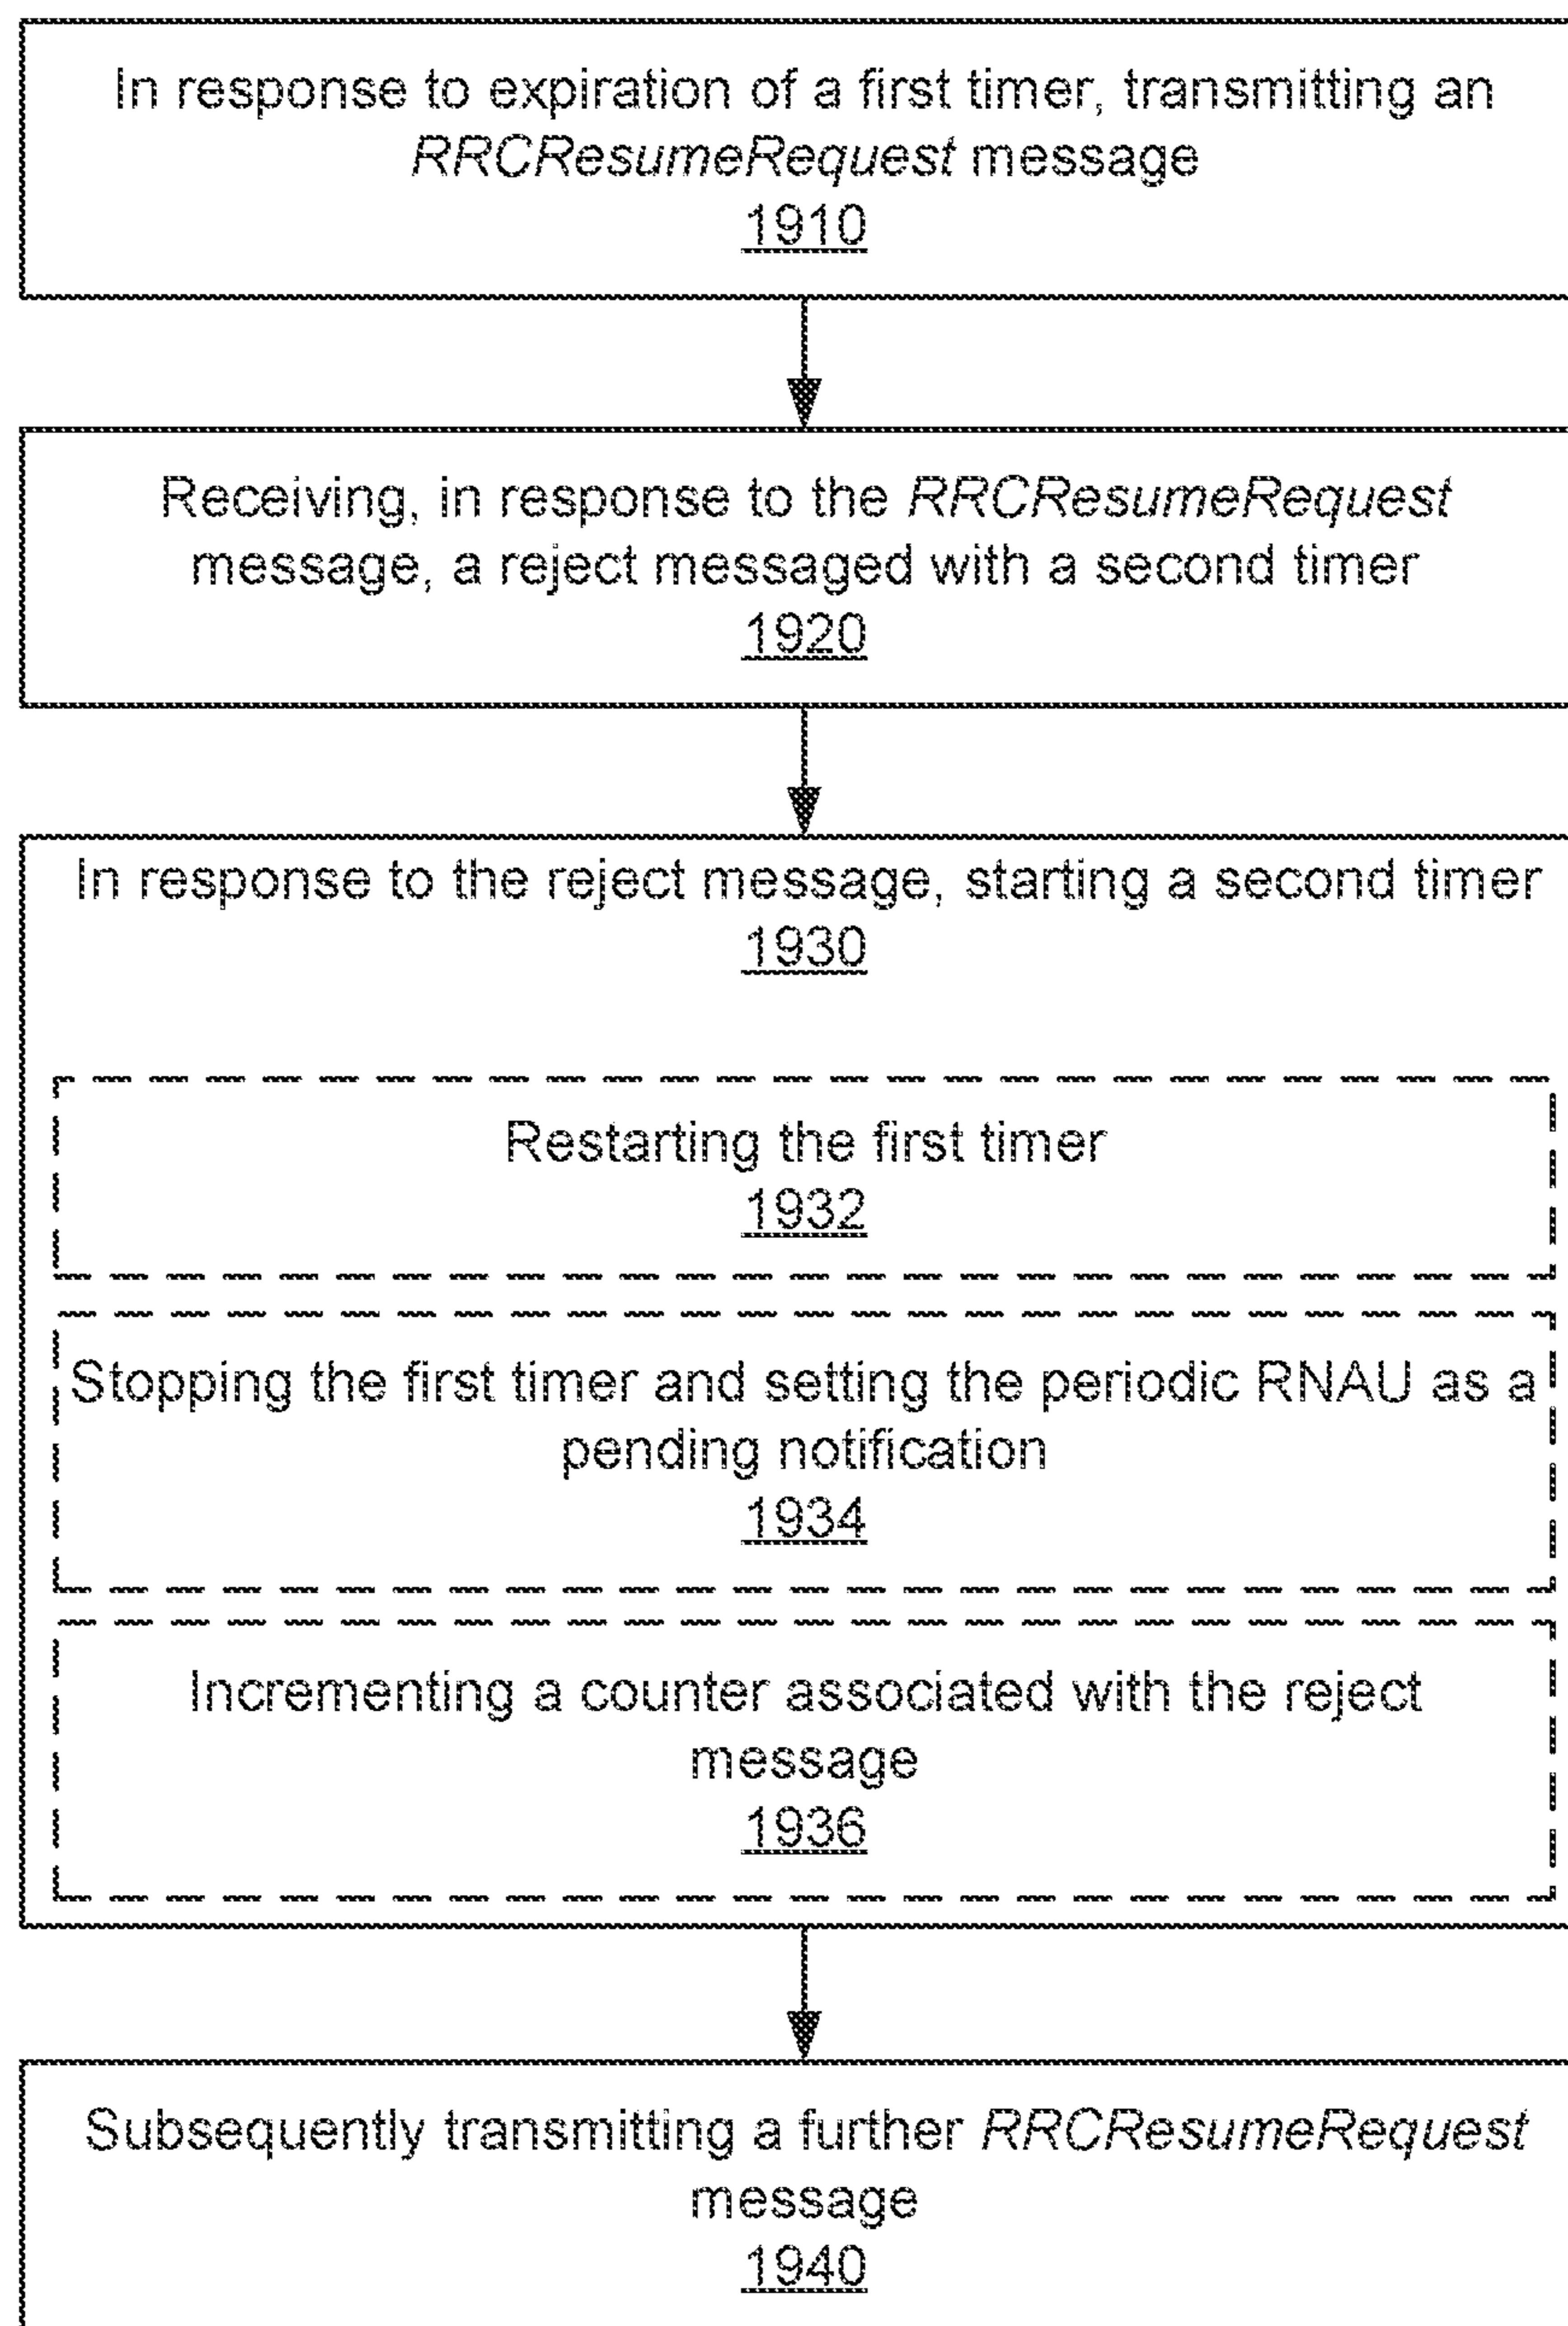 In response to expiration of a first timer, transmitting an
RRCResumeRequest message
1910
Receiving, in response to the RRCResumeRequest
message, a reject messaged with a second timer
1920
In response to the reject message, starting a second timer
1930
Restarting the first timer
1932
Stopping the first timer and setting the periodic RNAU as a
pending notification
1934
Incrementing a counter associated with the reject
message
1936
Subsequently transmitting a further RRCResumeRequest
message
1940